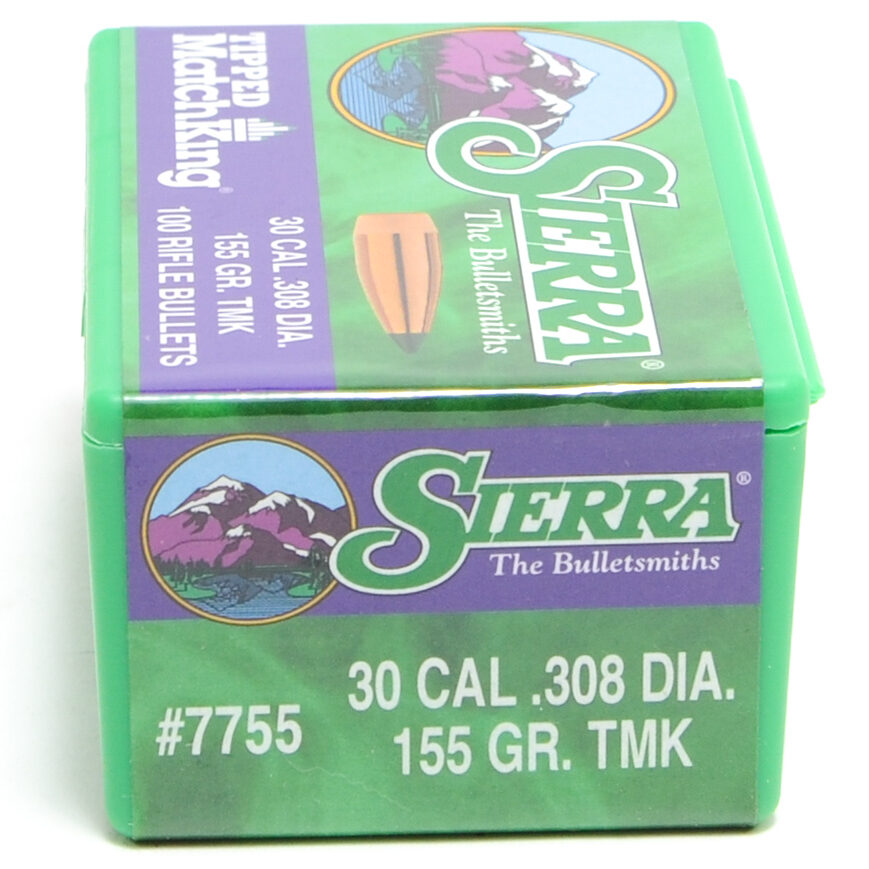 TIPPED
MatchKing®
30 CAL .308 DIA.
155 GR. TMK
100 RIFLE BULLETS
SIERRA®
The Bulletsmiths
SIERRA®
The Bulletsmiths
#7755
30 CAL .308 DIA.
155 GR. TMK